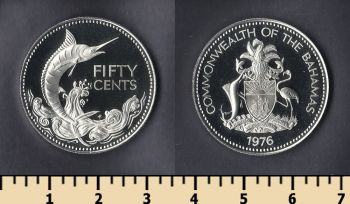 FIFTY
CENTS
COMMONWEALTH OF THE BAHAMAS
1976
1 2 3 4 5 6 7